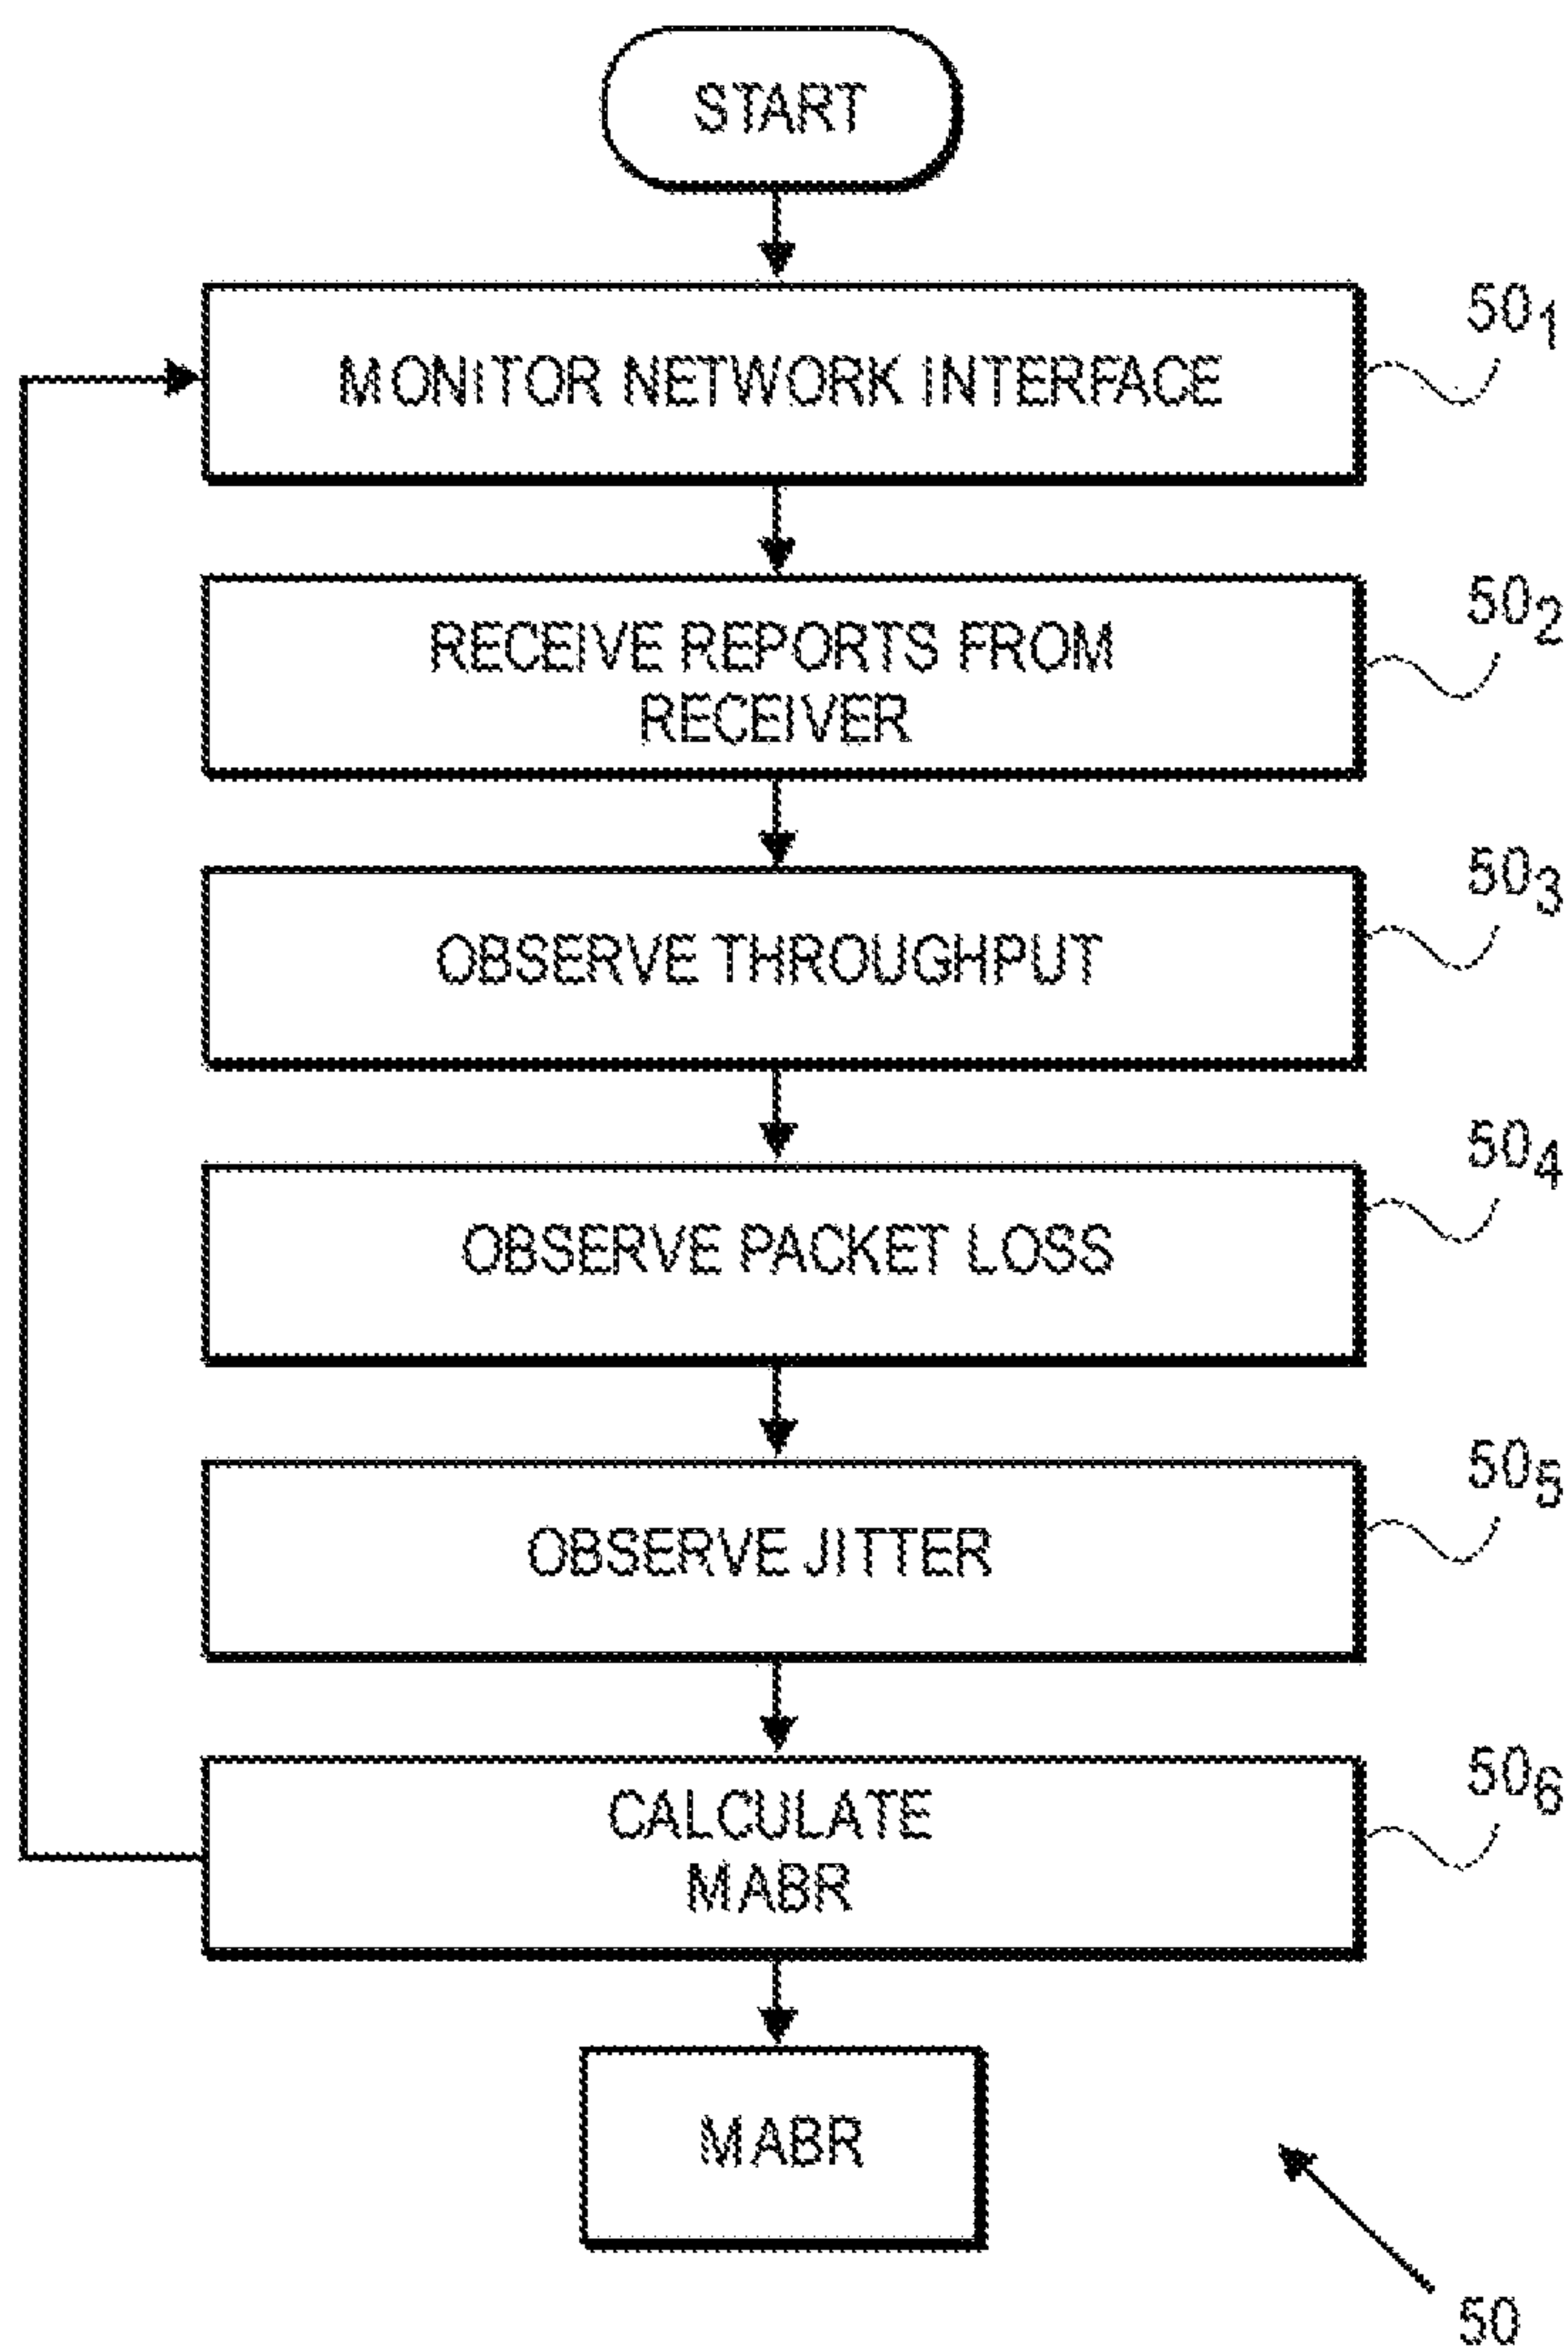 START
MONITOR NETWORK INTERFACE
50₁
RECEIVE REPORTS FROM
RECEIVER
50₂
OBSERVE THROUGHPUT
50₃
OBSERVE PACKET LOSS
50₄
OBSERVE JITTER
50₅
CALCULATE
MABR
50₆
MABR
50